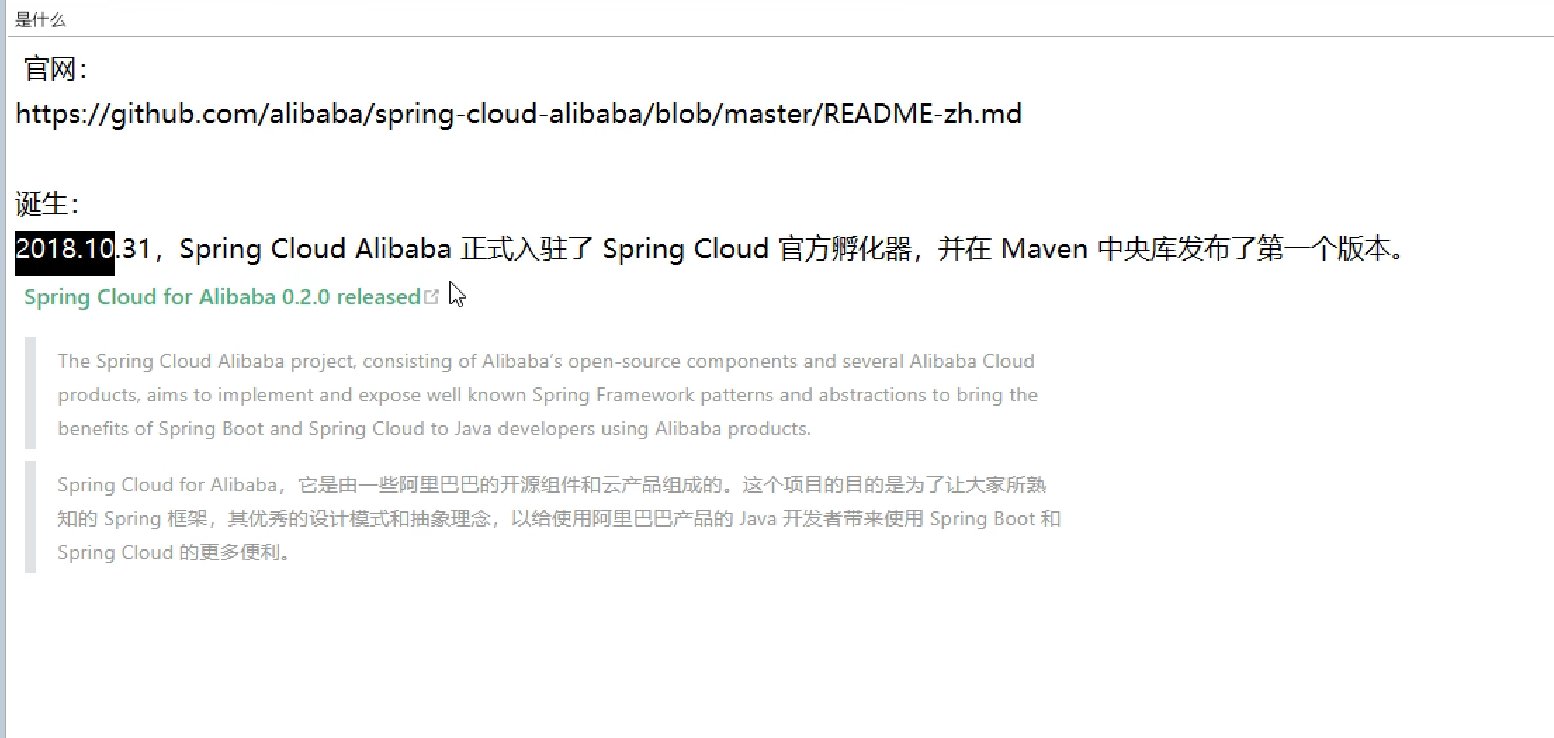 是什么
官网：
https://github.com/alibaba/spring-cloud-alibaba/blob/master/README-zh.md
诞生：
2018.10.31，Spring Cloud Alibaba 正式入驻了 Spring Cloud 官方孵化器，并在 Maven 中央库发布了第一个版本。
Spring Cloud for Alibaba 0.2.0 released
The Spring Cloud Alibaba project, consisting of Alibaba's open-source components and several Alibaba Cloud
products, aims to implement and expose well known Spring Framework patterns and abstractions to bring the
benefits of Spring Boot and Spring Cloud to Java developers using Alibaba products.
Spring Cloud for Alibaba，它是由一些阿里巴巴的开源组件和云产品组成的。这个项目的目的是为了让大家所熟
知的 Spring 框架，其优秀的设计模式和抽象理念，以给使用阿里巴巴产品的 Java 开发者带来使用 Spring Boot 和
Spring Cloud 的更多便利。